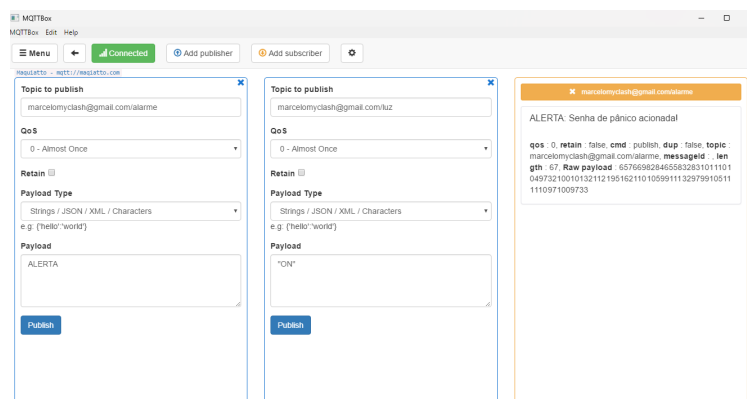 MQTTBox
MQTTBox Edit Help
Menu
Connected
Add publisher
Add subscriber
Maquiatto - mqtt://maqiatto.com
Topic to publish
marcelomyclash@gmail.com/alarme
QoS
0 - Almost Once
Retain
Payload Type
Strings / JSON / XML / Characters
e.g: {'hello':'world'}
Payload
ALERTA
Publish
Topic to publish
marcelomyclash@gmail.com/luz
QoS
0 - Almost Once
Retain
Payload Type
Strings / JSON / XML / Characters
e.g: {'hello':'world'}
Payload
"ON"
Publish
marcelomyclash@gmail.com/alarme
ALERTA: Senha de pânico acionada!
qos : 0, retain : false, cmd : publish, dup : false, topic :
marcelomyclash@gmail.com/alarme, messageId : , len
gth : 67, Raw payload : 6576698284655832831011101
0497321001013211219516211010599111329799105 11
1110971009733